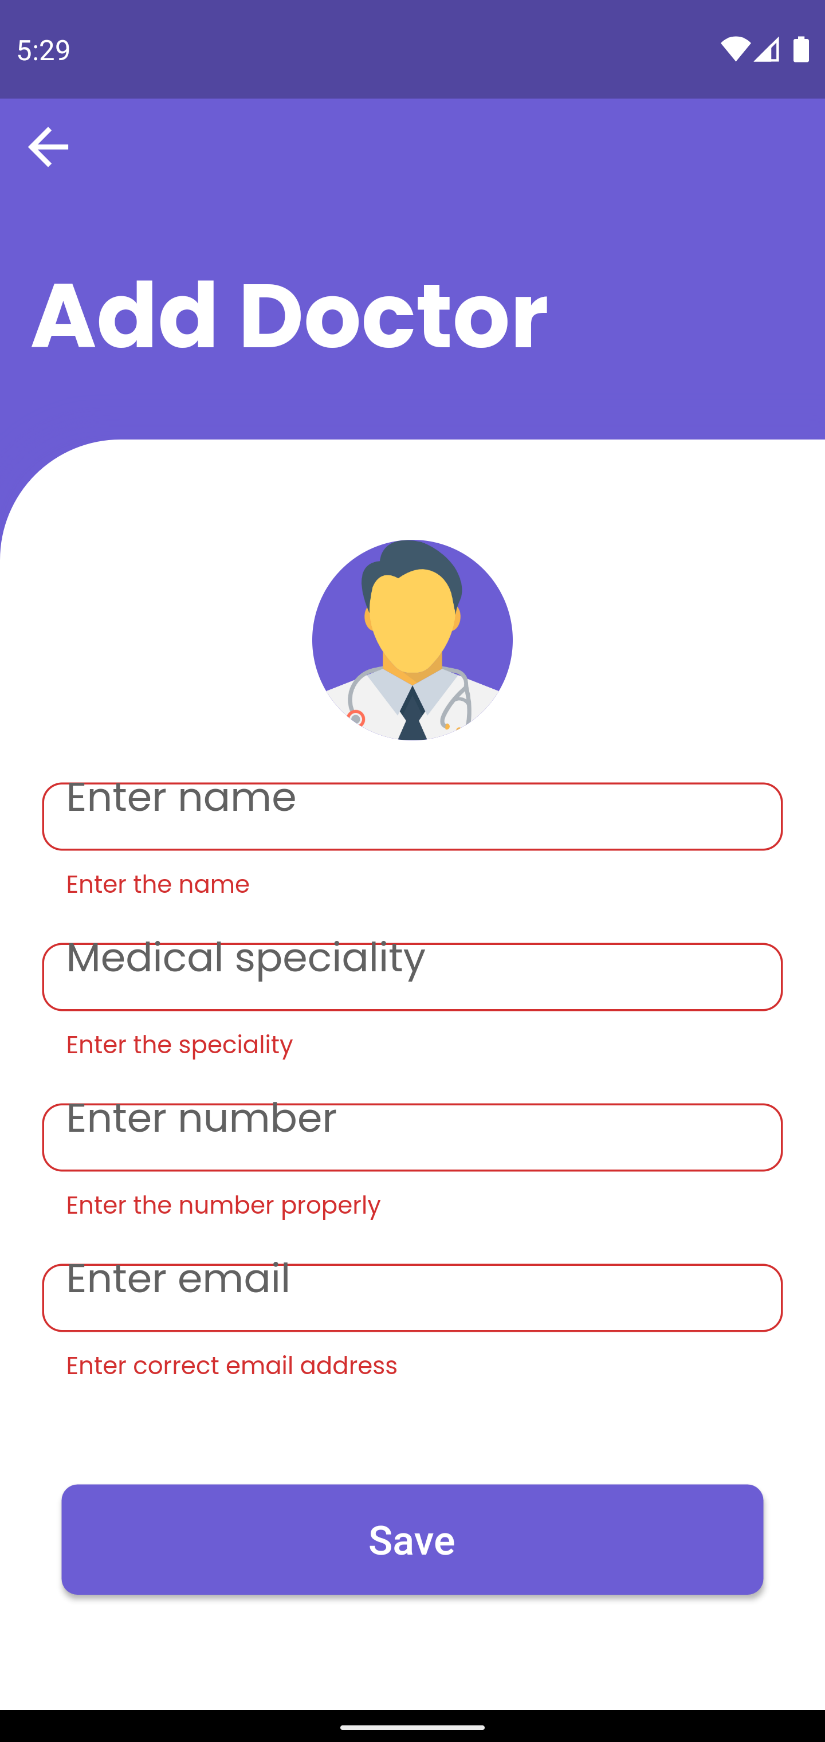 5:29
Add Doctor
Enter name
Enter the name
Medical speciality
Enter the speciality
Enter number
Enter the number properly
Enter email
Enter correct email address
Save